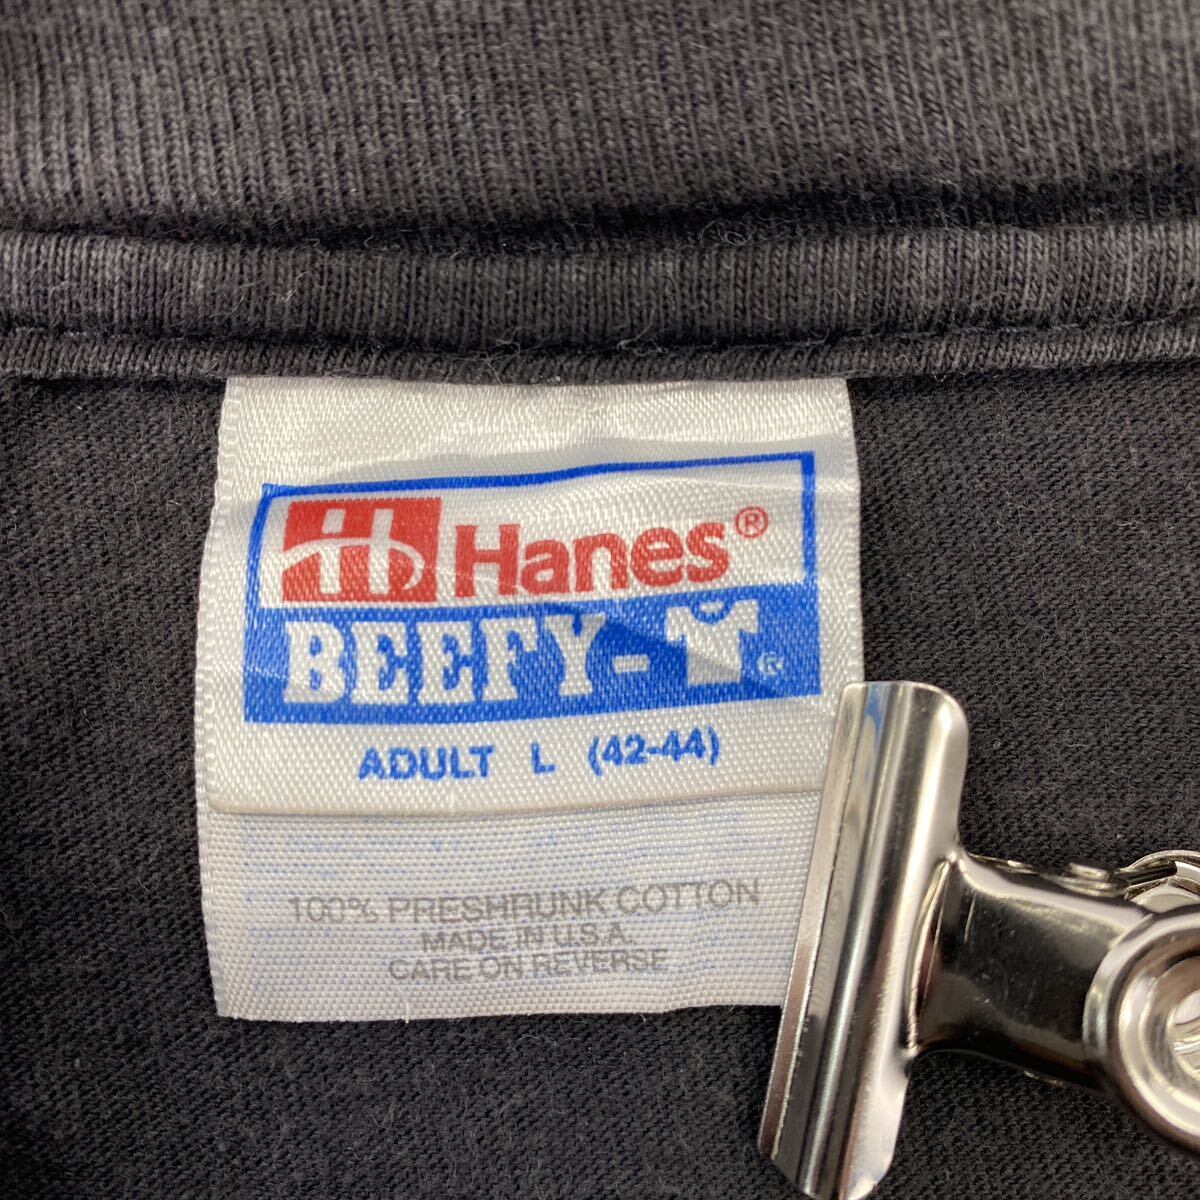 Hanes®
BEEFY-®
ADULT L (42-44)
100% PRESHRUNK COTTON
MADE IN U.S.A.
CARE ON REVERSE